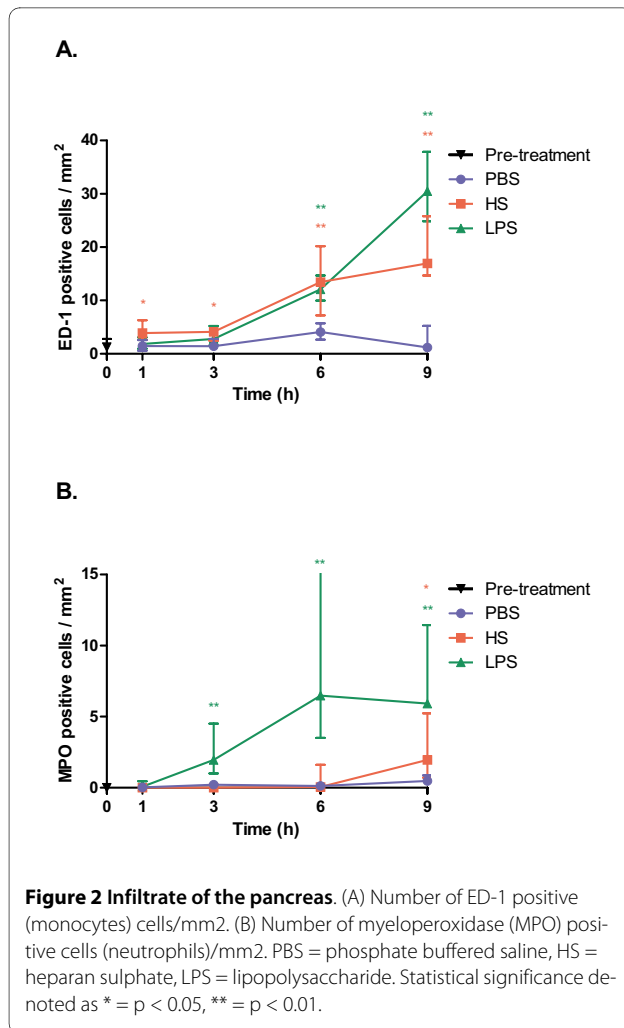 A.
**
**
**
**
*
*
40
30
20
10
0
ED-1 positive cells / mm²
0 1 3 6 9
Time (h)
Pre-treatment
PBS
HS
LPS
B.
**
**
*
**
15
10
5
0
MPO positive cells / mm²
0 1 3 6 9
Time (h)
Pre-treatment
PBS
HS
LPS
Figure 2 Infiltrate of the pancreas. (A) Number of ED-1 positive
(monocytes) cells/mm2. (B) Number of myeloperoxidase (MPO) posi-
tive cells (neutrophils)/mm2. PBS = phosphate buffered saline, HS =
heparan sulphate, LPS = lipopolysaccharide. Statistical significance de-
noted as * = p < 0.05, ** = p < 0.01.